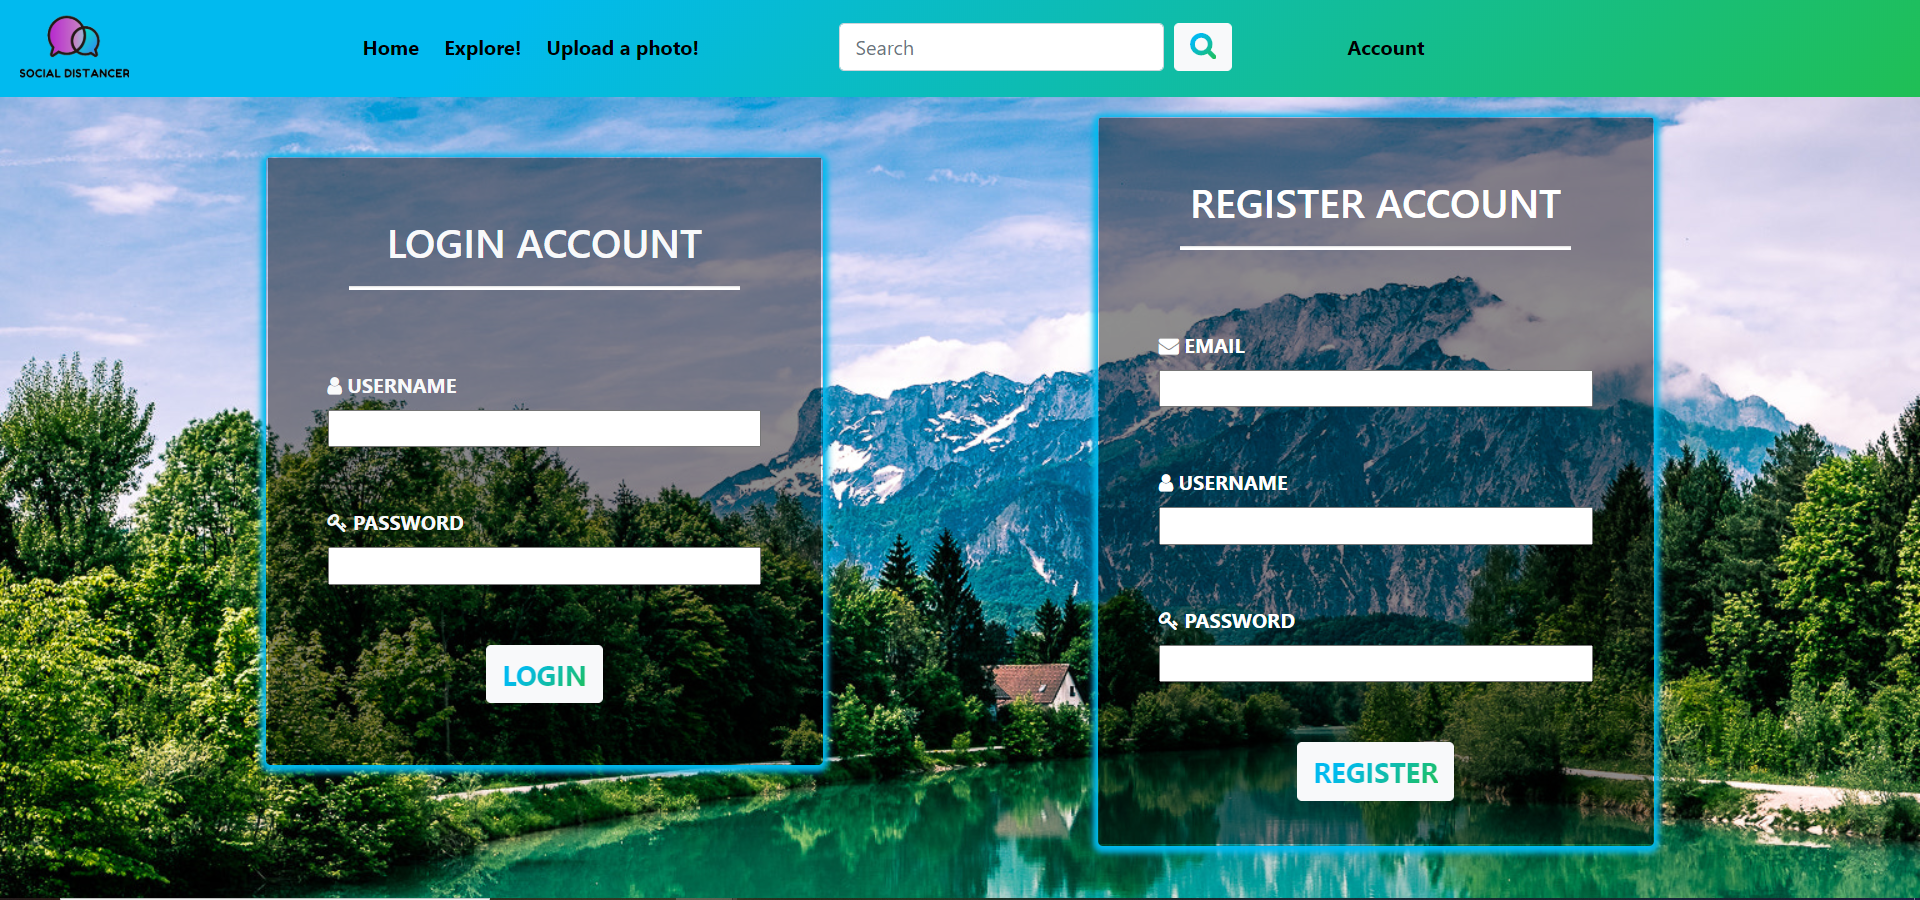 SOCIAL DISTANCER
Home Explore! Upload a photo! Search Account
LOGIN ACCOUNT
USERNAME
PASSWORD
LOGIN
REGISTER ACCOUNT
EMAIL
USERNAME
PASSWORD
REGISTER